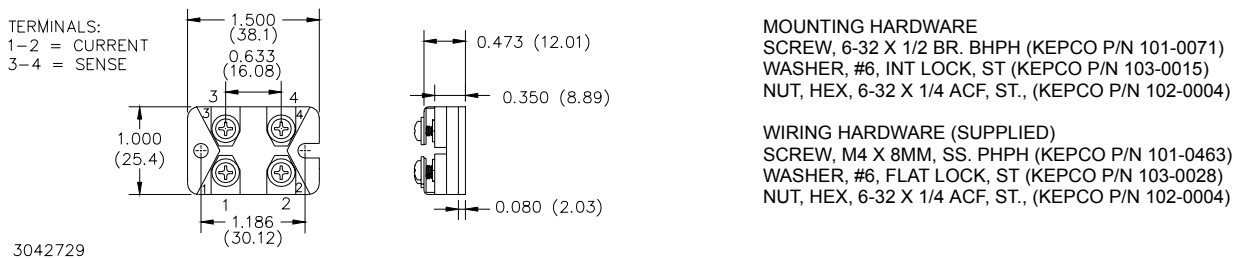 TERMINALS:
1-2 = CURRENT
3-4 = SENSE
1.500
(38.1)
0.633
(16.08)
3 4
3 4
1.000
(25.4)
1 2
1 2
1.186
(30.12)
0.473 (12.01)
0.350 (8.89)
0.080 (2.03)
3042729
MOUNTING HARDWARE
SCREW, 6-32 X 1/2 BR. BHPH (KEPCO P/N 101-0071)
WASHER, #6, INT LOCK, ST (KEPCO P/N 103-0015)
NUT, HEX, 6-32 X 1/4 ACF, ST., (KEPCO P/N 102-0004)
WIRING HARDWARE (SUPPLIED)
SCREW, M4 X 8MM, SS. PHPH (KEPCO P/N 101-0463)
WASHER, #6, FLAT LOCK, ST (KEPCO P/N 103-0028)
NUT, HEX, 6-32 X 1/4 ACF, ST., (KEPCO P/N 102-0004)